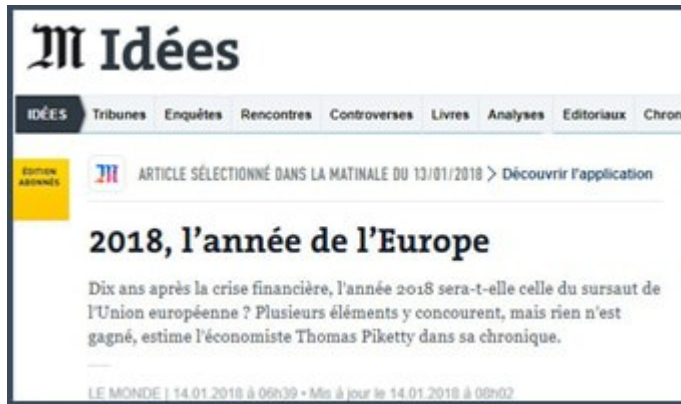 M Idées
IDÉES Tribunes Enquêtes Rencontres Controverses Livres Analyses Editoriaux Chron
ÉDITION
ABONNÉS
M ARTICLE SÉLECTIONNÉ DANS LA MATINALE DU 13/01/2018 > Découvrir l'application
2018, l'année de l'Europe
Dix ans après la crise financière, l'année 2018 sera-t-elle celle du sursaut de
l'Union européenne ? Plusieurs éléments y concourent, mais rien n'est
gagné, estime l'économiste Thomas Piketty dans sa chronique.
LE MONDE | 14.01.2018 à 06h39 • Mis à jour le 14.01.2018 à 08h02